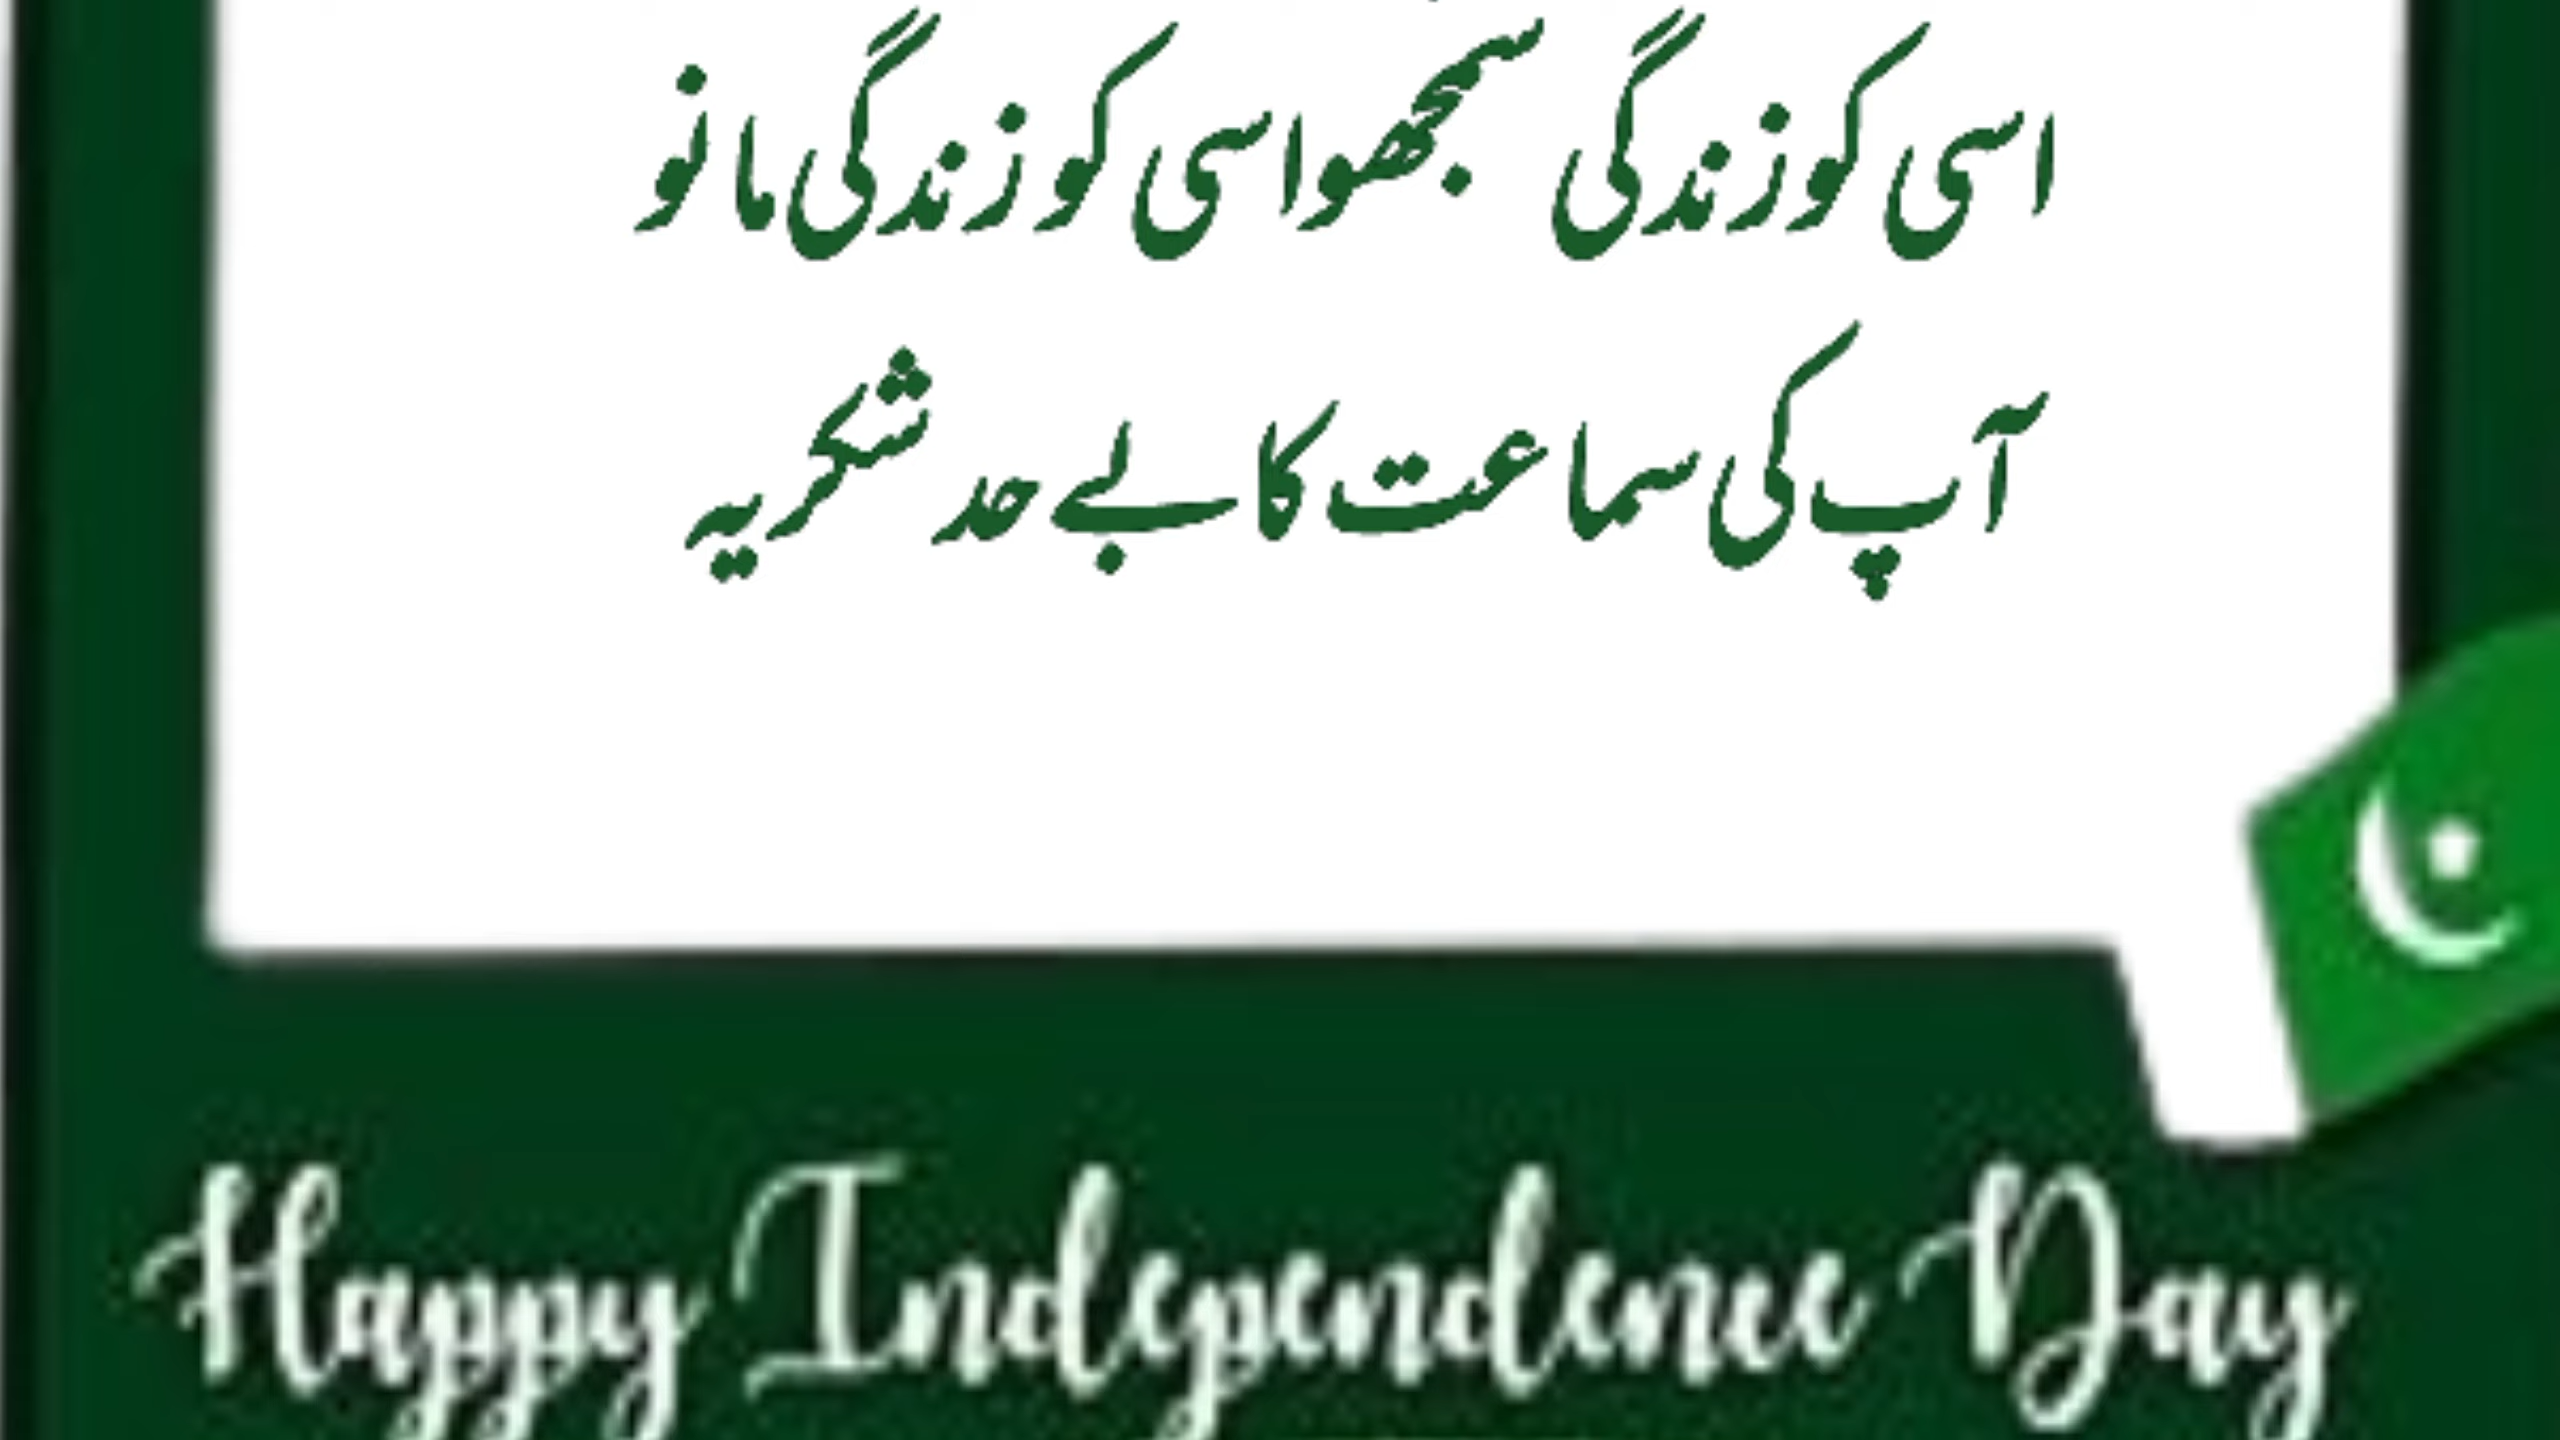 اسی کو زندگی سمجھو اسی کو زندگی مانو
آپ کی سماعت کا بے حد شکریہ
Happy Independence Day